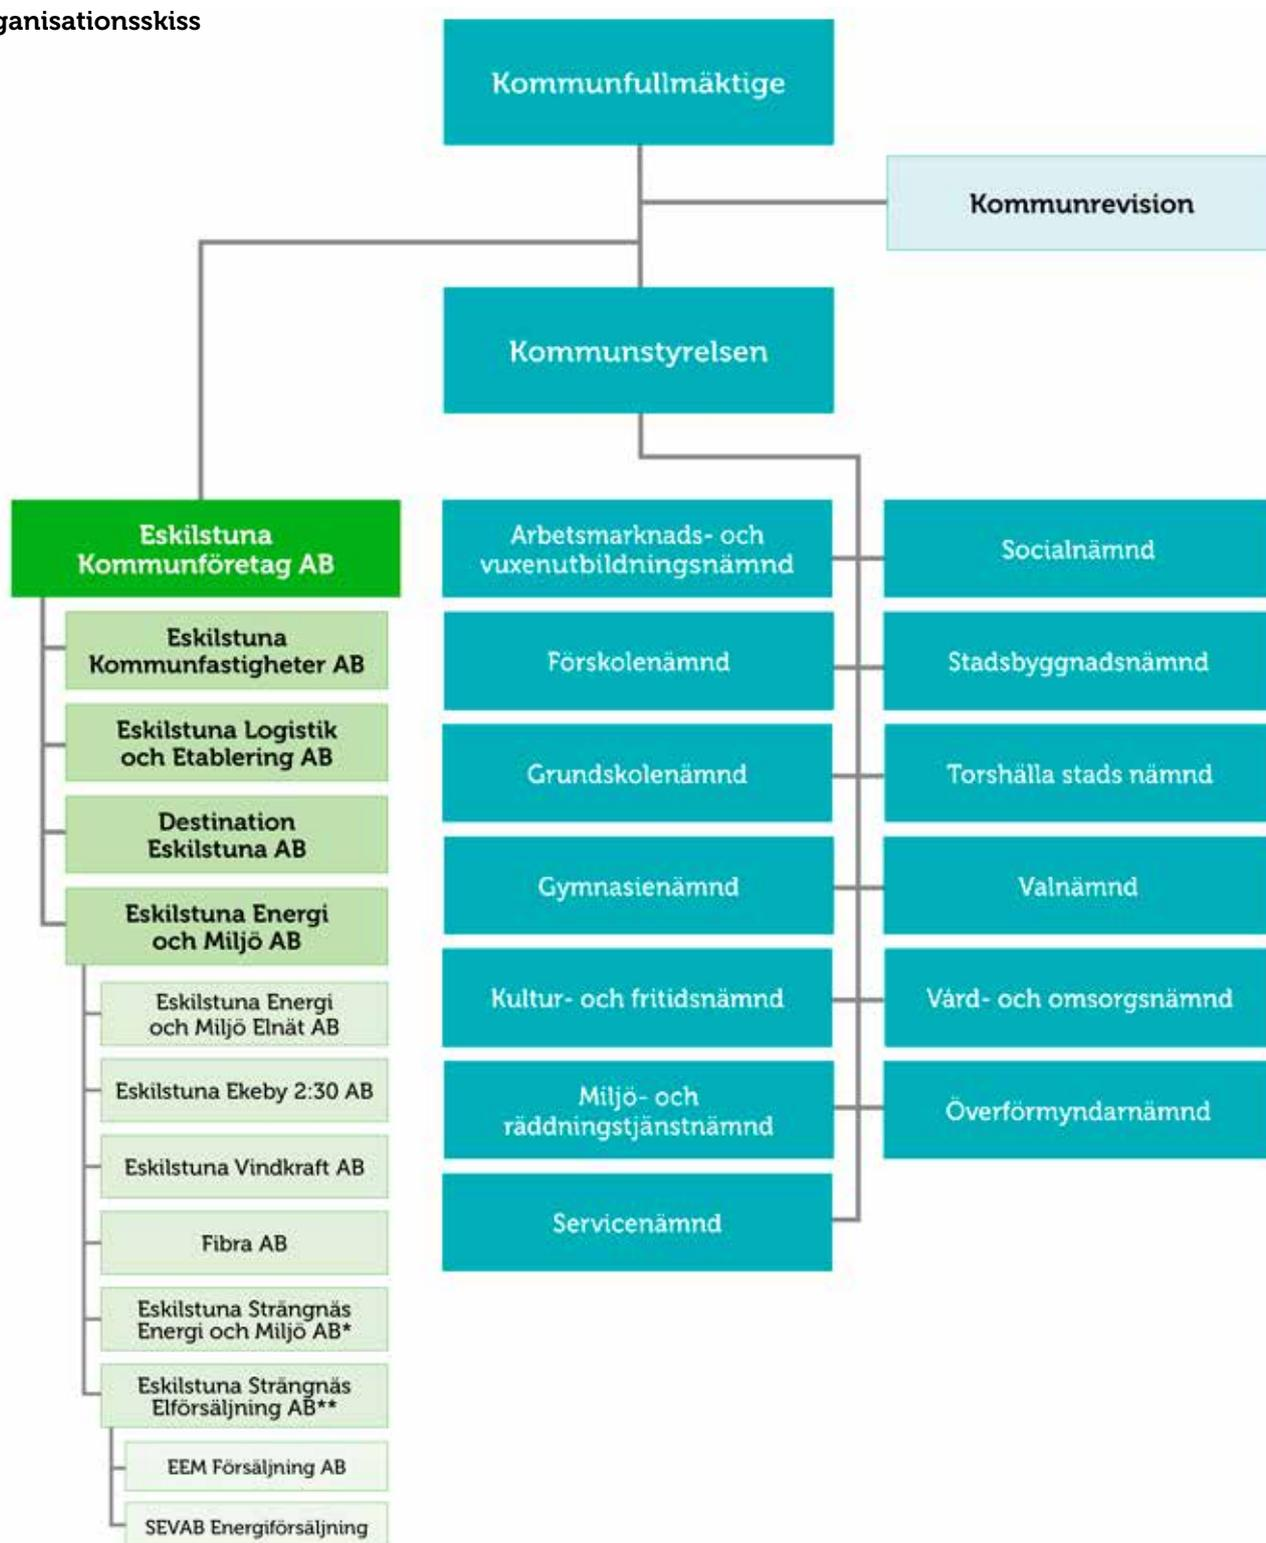 ganisationsskiss
Kommunfullmäktige
Kommunrevision
Kommunstyrelsen
Eskilstuna
Kommunföretag AB
Eskilstuna
Kommunfastigheter AB
Eskilstuna Logistik
och Etablering AB
Destination
Eskilstuna AB
Eskilstuna Energi
och Miljö AB
Eskilstuna Energi
och Miljö Elnät AB
Eskilstuna Ekeby 2:30 AB
Eskilstuna Vindkraft AB
Fibra AB
Eskilstuna Strängnäs
Energi och Miljö AB*
Eskilstuna Strängnäs
Elförsäljning AB**
EEM Försäljning AB
SEVAB Energiförsäljning
Arbetsmarknads- och
vuxenutbildningsnämnd
Förskolenämnd
Grundskolenämnd
Gymnasienämnd
Kultur- och fritidsnämnd
Miljö- och
räddningstjänstnämnd
Servicenämnd
Socialnämnd
Stadsbyggnadsnämnd
Torshälla stads nämnd
Valnämnd
Vård- och omsorgsnämnd
Överförmyndarnämnd